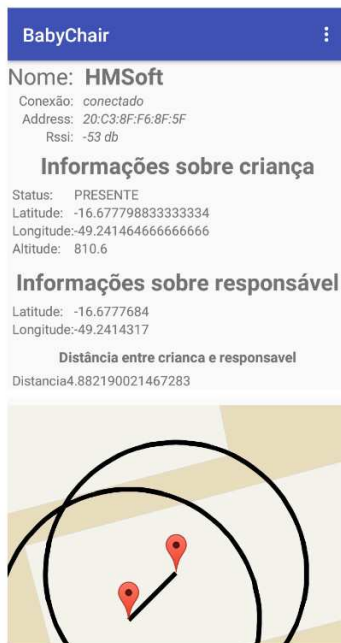 BabyChair
Nome: HMSoft
Conexão: conectado
Address: 20:C3:8F:F6:8F:5F
Rssi: -53 db
Informações sobre criança
Status: PRESENTE
Latitude: -16.677798833333334
Longitude:-49.241464666666666
Altitude: 810.6
Informações sobre responsável
Latitude: -16.6777684
Longitude:-49.2414317
Distância entre crianca e responsavel
Distancia4.882190021467283